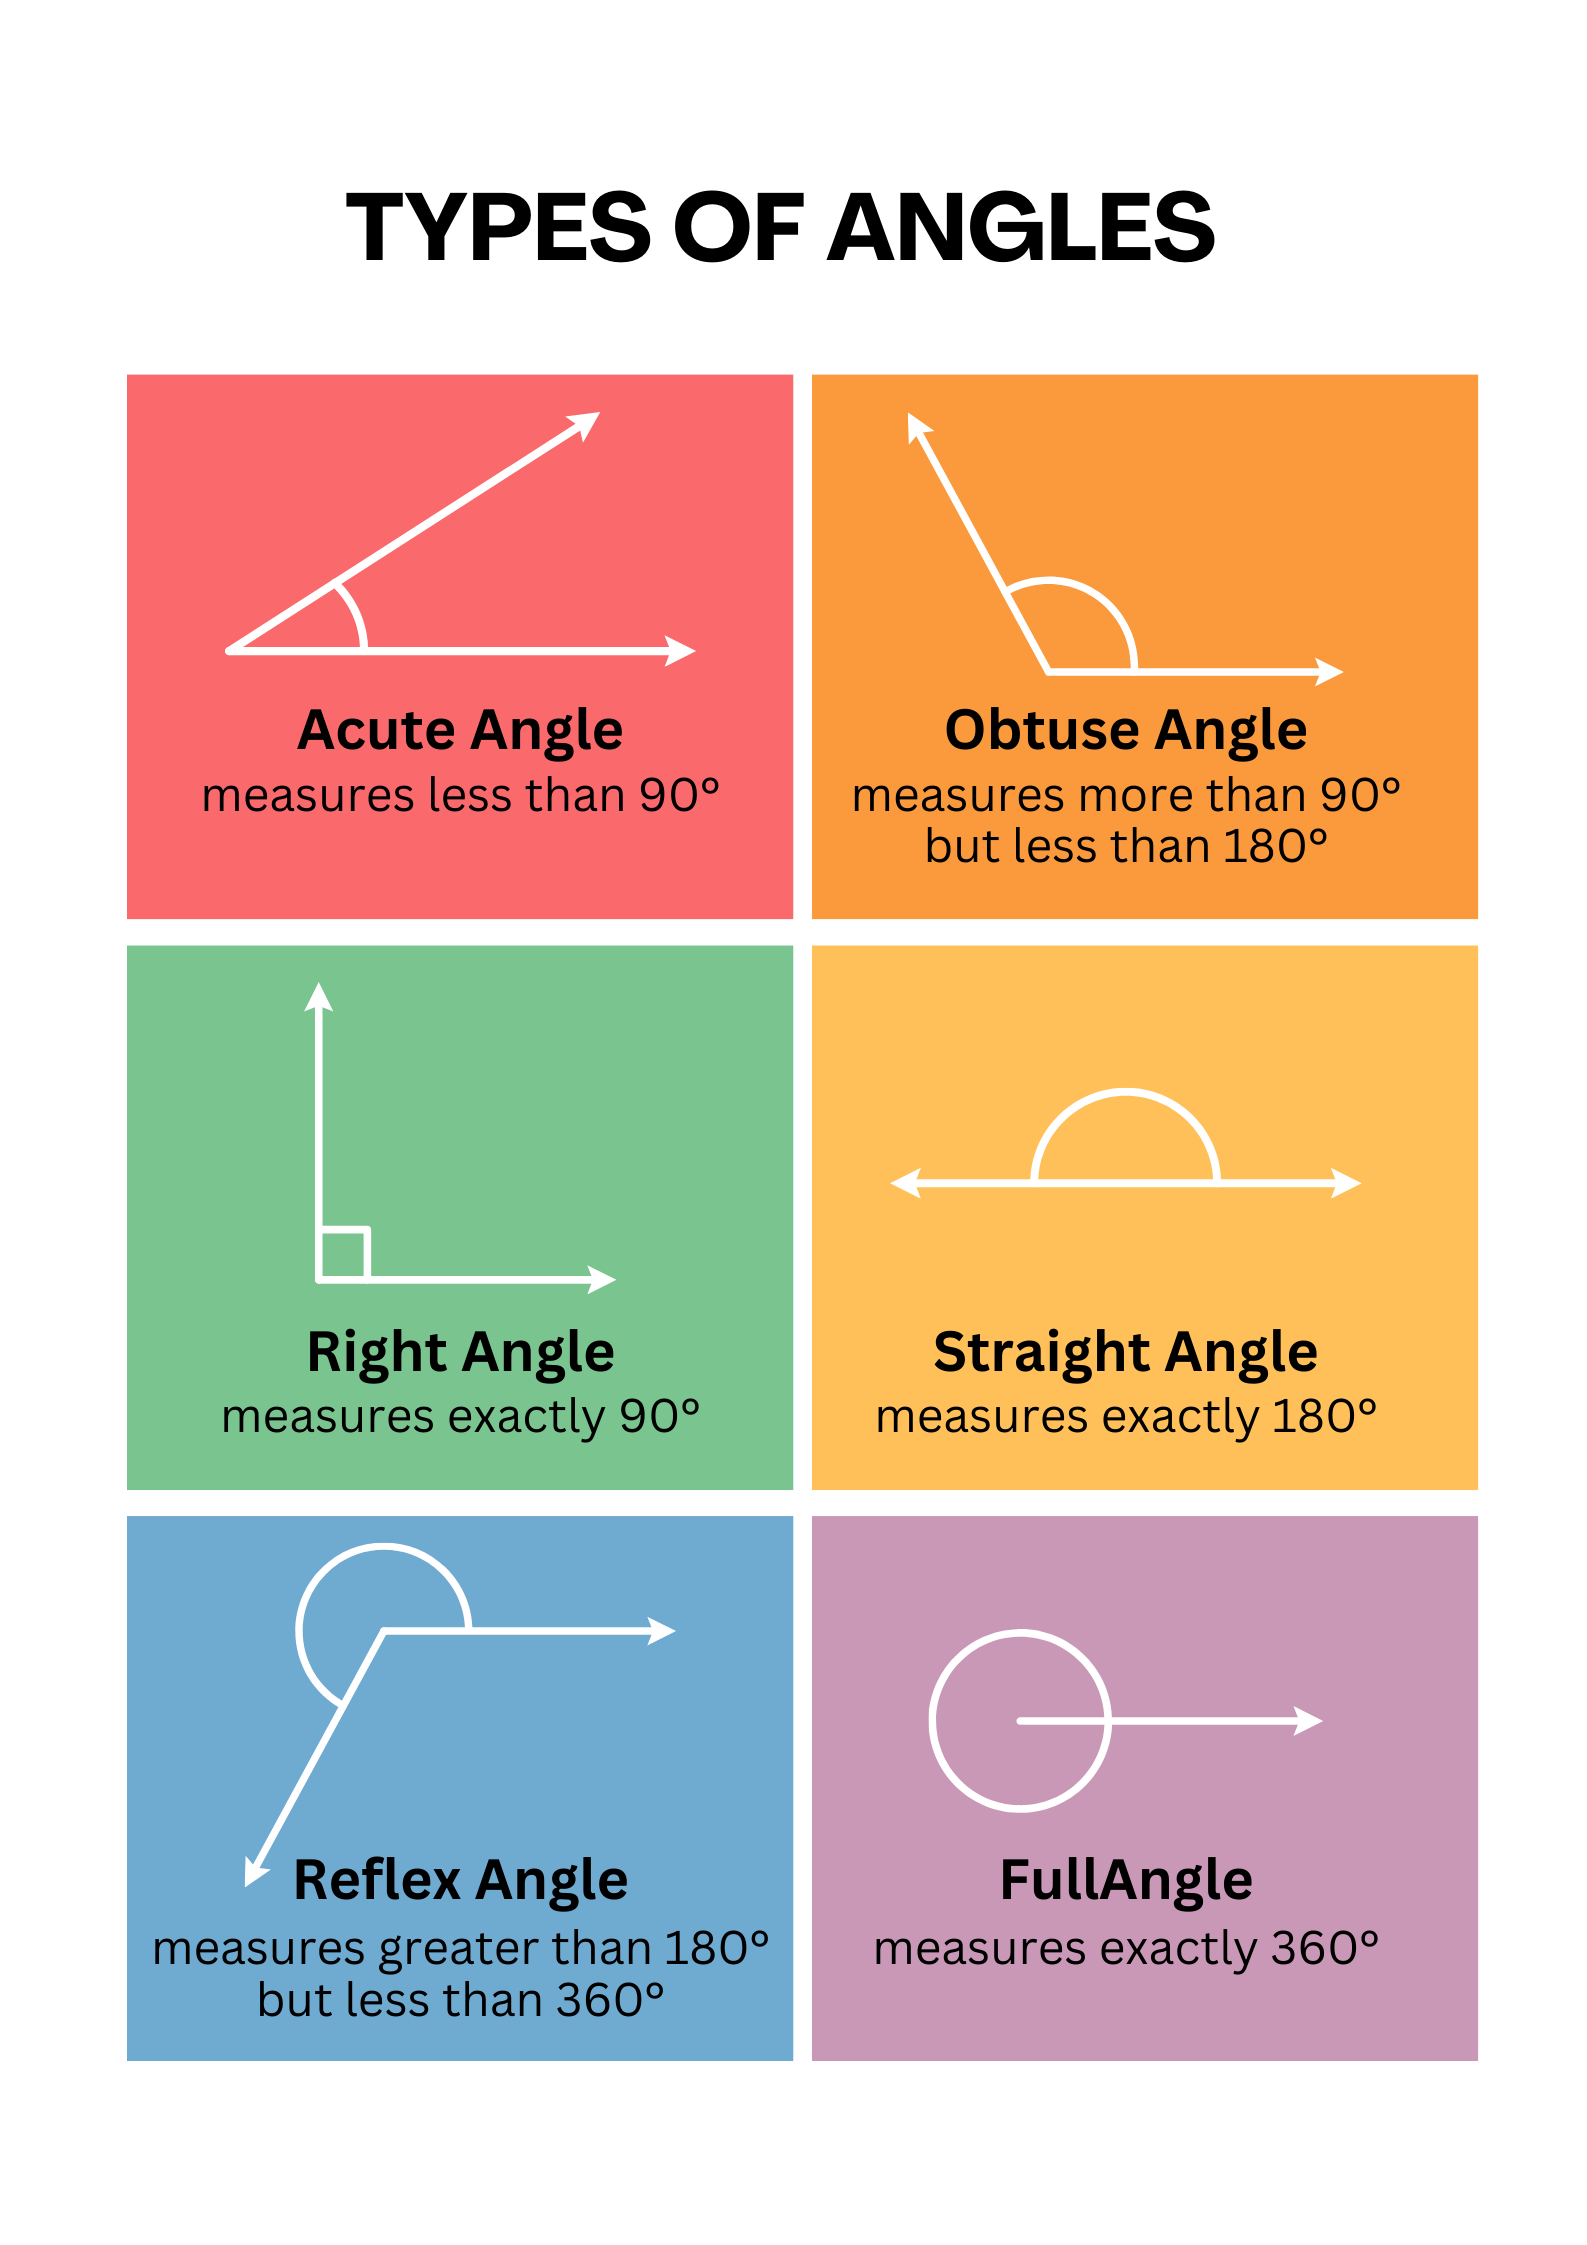 TYPES OF ANGLES
Acute Angle
measures less than 90°
Obtuse Angle
measures more than 90°
but less than 180°
Right Angle
measures exactly 90°
Straight Angle
measures exactly 180°
Reflex Angle
measures greater than 180°
but less than 360°
FullAngle
measures exactly 360°